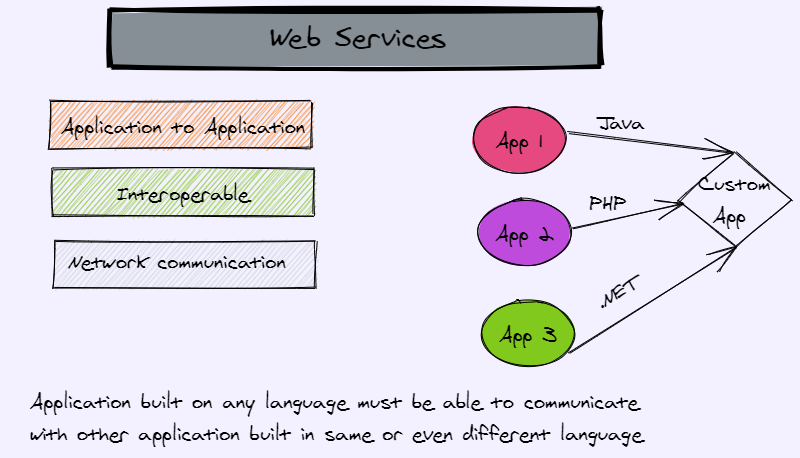 Web Services
Application to Application
Interoperable
Network communication
App 1
Java
App 2
PHP
App 3
.NET
Custom
App
Application built on any language must be able to communicate
with other application built in same or even different language